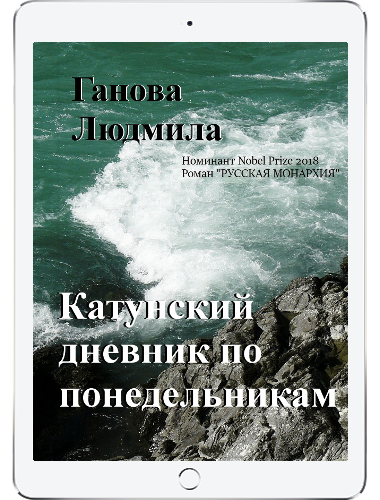 Ганова
Людмила
Номинант Nobel Prize 2018
Роман "РУССКАЯ МОНАРХИЯ"
Катунский
дневник по
понедельникам